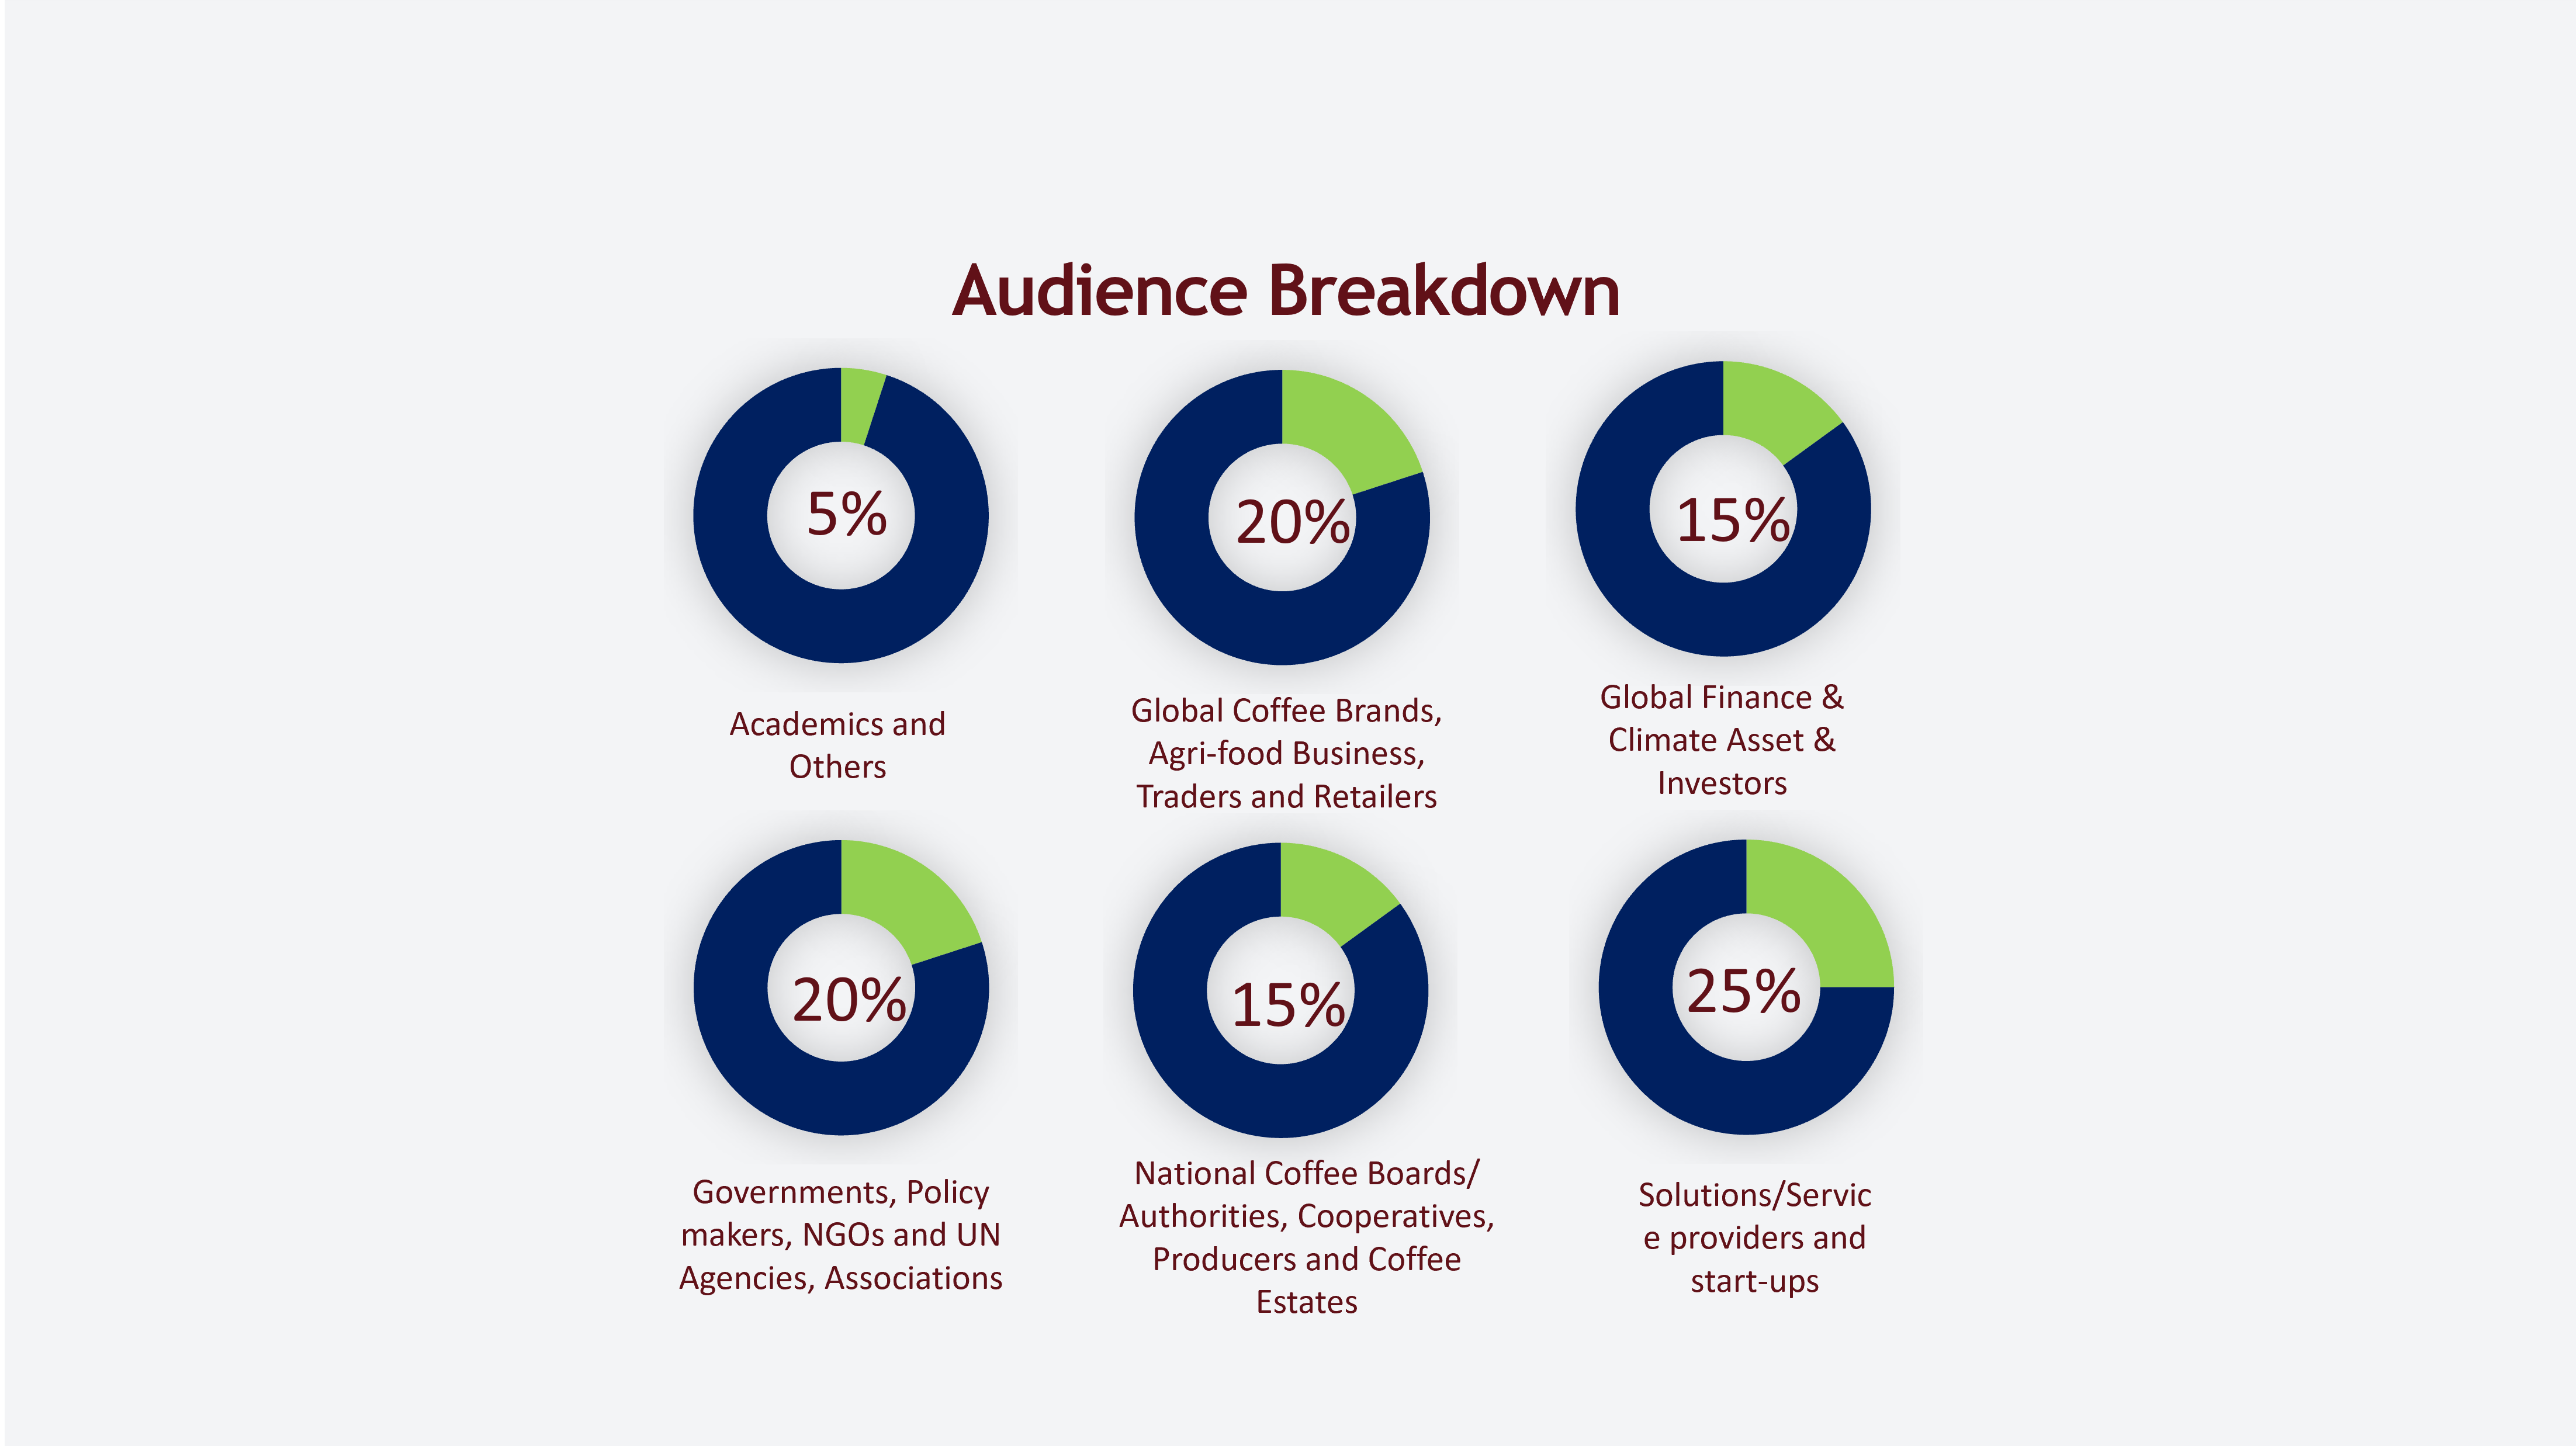 Audience Breakdown
5%
20%
15%
Academics and
Others
Global Coffee Brands,
Agri-food Business,
Traders and Retailers
Global Finance &
Climate Asset &
Investors
20%
15%
25%
Governments, Policy
makers, NGOs and UN
Agencies, Associations
National Coffee Boards/
Authorities, Cooperatives,
Producers and Coffee
Estates
Solutions/Servic
e providers and
start-ups